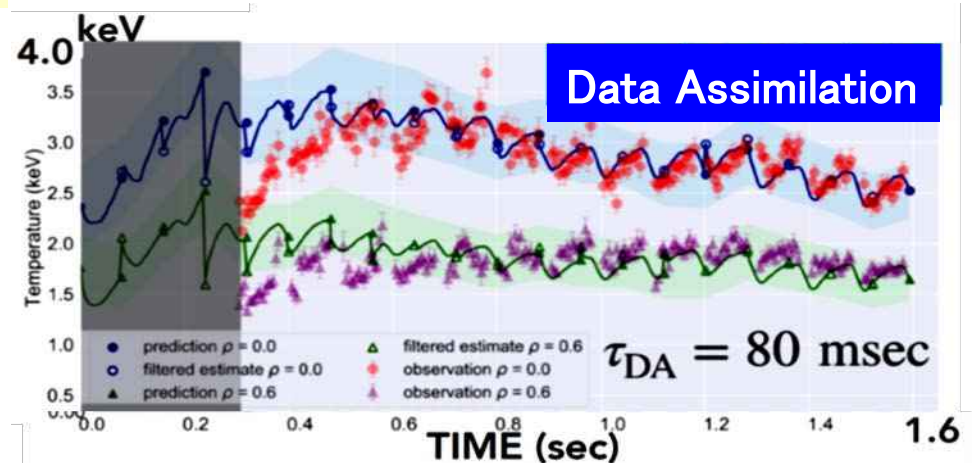 keV
4.0
Data Assimilation
3.5
3.0
2.5
2.0
1.5
1.0
0.5
Temperature (keV)
prediction ρ = 0.0
filtered estimate ρ = 0.0
prediction ρ = 0.6
filtered estimate ρ = 0.6
observation ρ = 0.0
observation ρ = 0.6
τDA = 80 msec
0.0 0.2 0.4 0.6 0.8 1.0 1.2 1.4 1.6
TIME (sec)